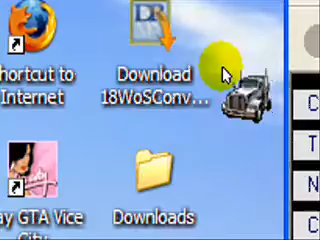 hortcut to
Internet
Download
18WoSConv...
ay GTA Vice
City
Downloads
C
T
N
C